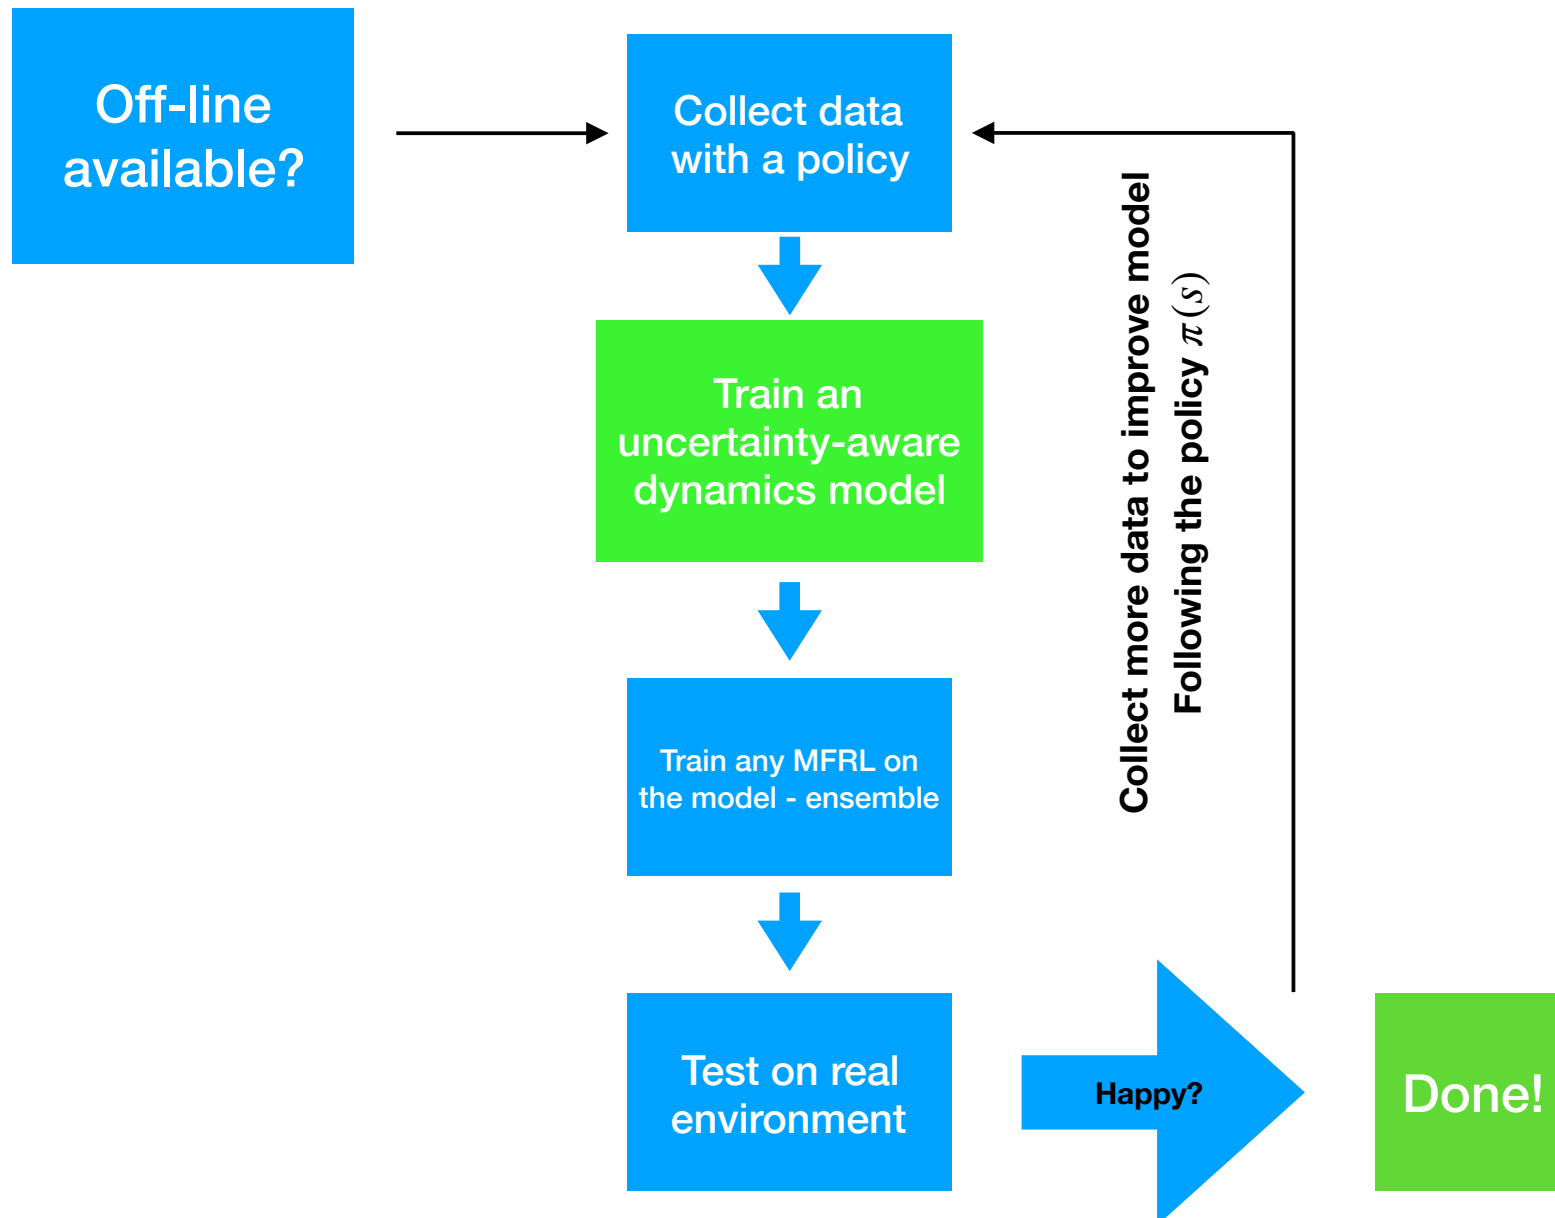 Off-line
available?
Collect data
with a policy
Train an
uncertainty-aware
dynamics model
Train any MFRL on
the model - ensemble
Test on real
environment
Happy?
Collect more data to improve model
Following the policy π(s)
Done!